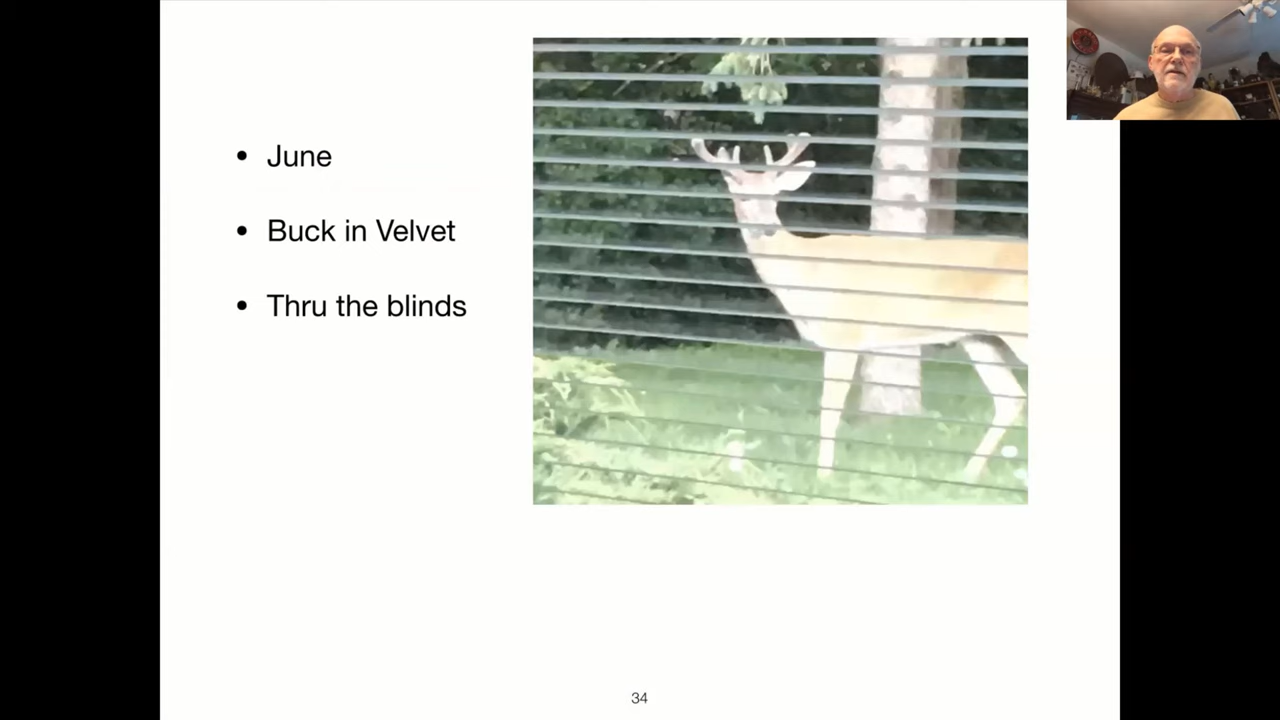 • June
• Buck in Velvet
• Thru the blinds
34